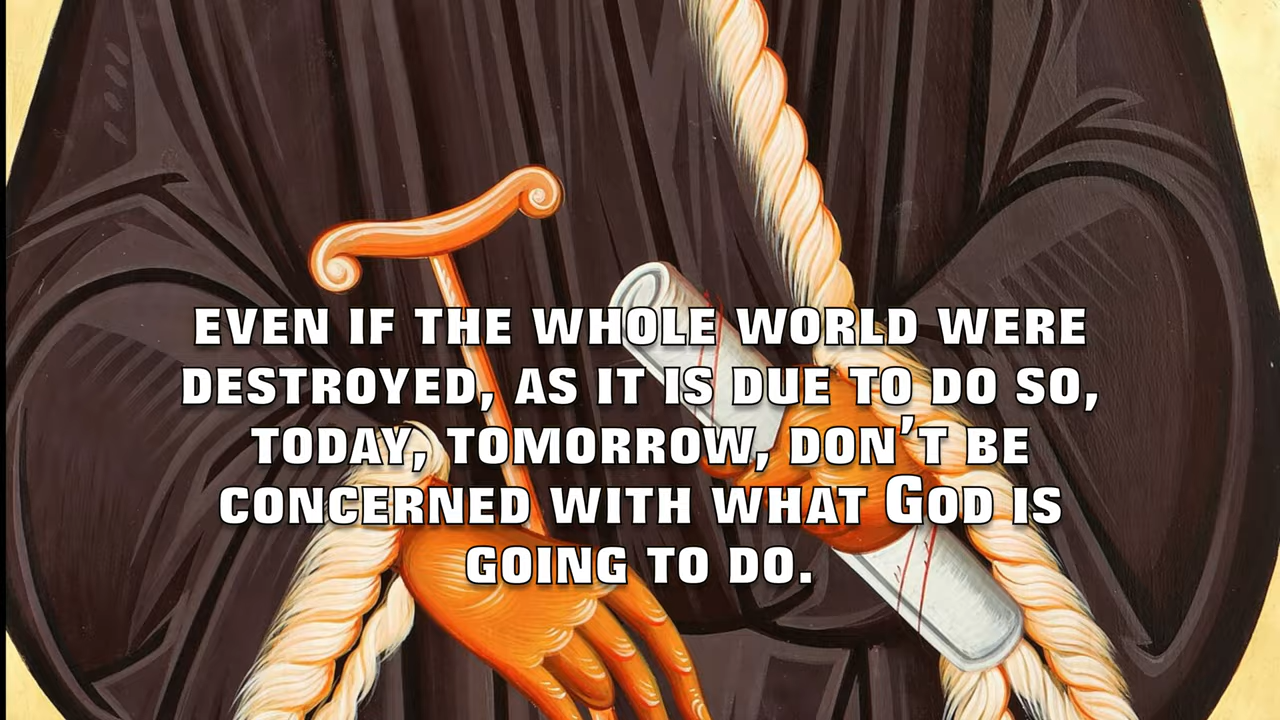 EVEN IF THE WHOLE WORLD WERE
DESTROYED, AS IT IS DUE TO DO SO,
TODAY, TOMORROW, DON’T BE
CONCERNED WITH WHAT GOD IS
GOING TO DO.